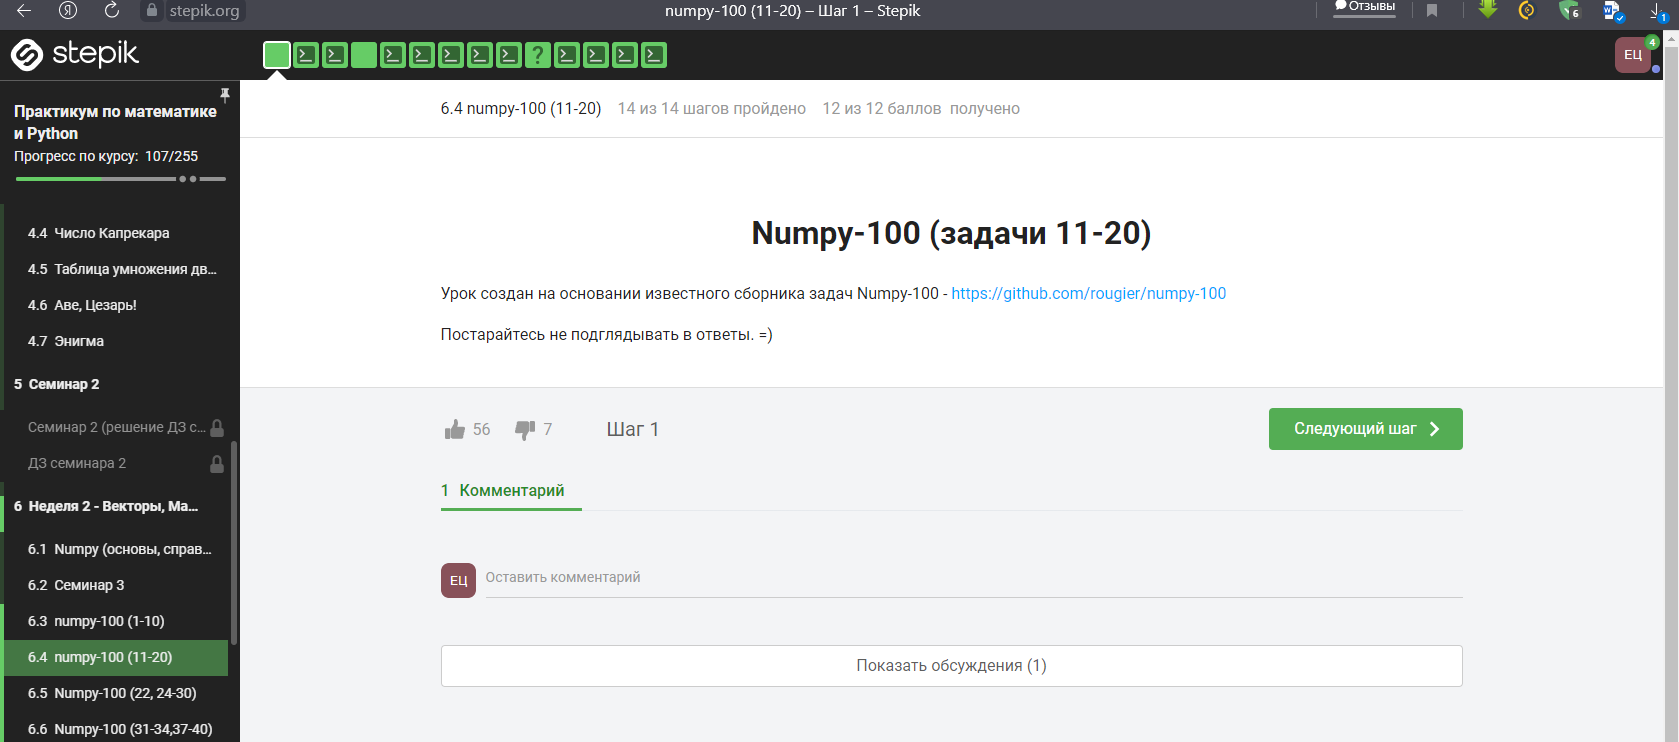 stepik.org
numpy-100 (11-20) – Шаг 1 – Stepik
Отзывы
6
1
stepik
?
ЕЦ
4
Практикум по математике
и Python
Прогресс по курсу: 107/255
4.4 Число Капрекара
4.5 Таблица умножения дв...
4.6 Аве, Цезарь!
4.7 Энигма
5 Семинар 2
Семинар 2 (решение ДЗ с...
ДЗ семинара 2
6 Неделя 2 - Векторы, Ма...
6.1 Numpy (основы, справ...
6.2 Семинар 3
6.3 numpy-100 (1-10)
6.4 numpy-100 (11-20)
6.5 Numpy-100 (22, 24-30)
6.6 Numpy-100 (31-34,37-40)
6.4 numpy-100 (11-20) 14 из 14 шагов пройдено 12 из 12 баллов получено
Numpy-100 (задачи 11-20)
Урок создан на основании известного сборника задач Numpy-100 - https://github.com/rougier/numpy-100
Постарайтесь не подглядывать в ответы. =)
56 7 Шаг 1
Следующий шаг
1 Комментарий
ЕЦ Оставить комментарий
Показать обсуждения (1)